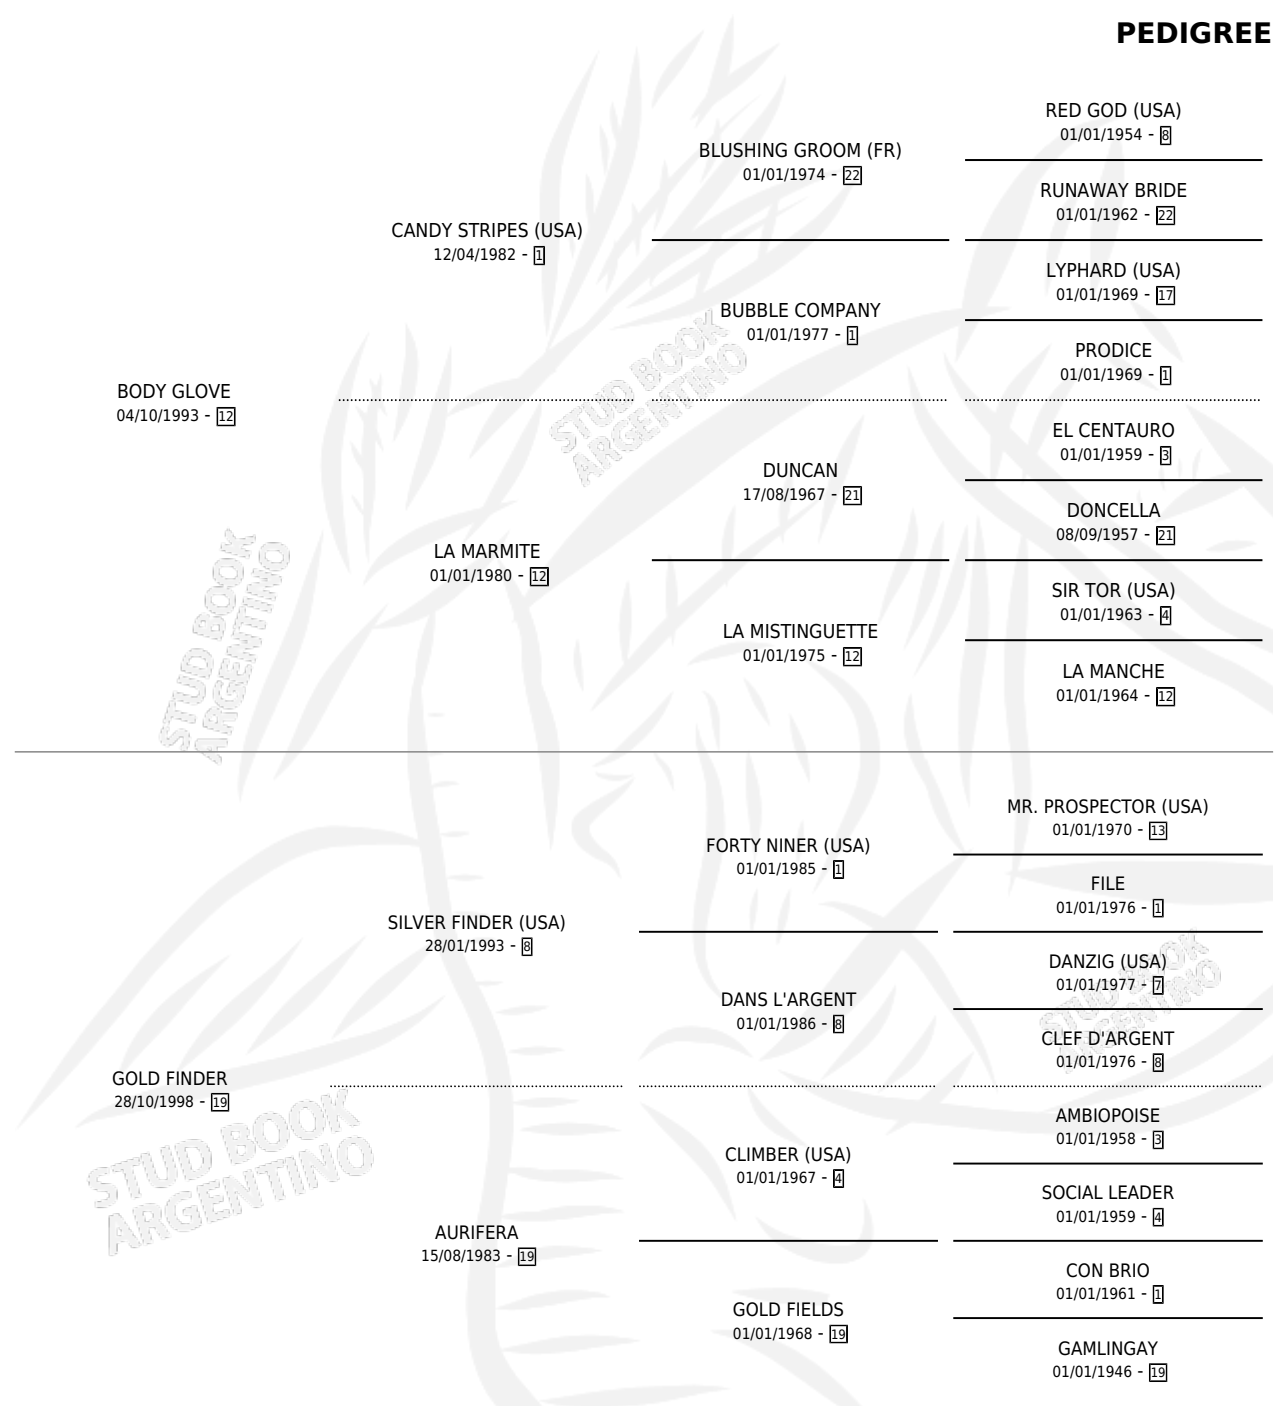 PEDIGREE
RED GOD (USA)
01/01/1954 - 8
BLUSHING GROOM (FR)
01/01/1974 - 22
RUNAWAY BRIDE
01/01/1962 - 22
CANDY STRIPES (USA)
12/04/1982 - 1
LYPHARD (USA)
01/01/1969 - 17
BUBBLE COMPANY
01/01/1977 - 1
PRODICE
01/01/1969 - 1
BODY GLOVE
04/10/1993 - 12
EL CENTAURO
01/01/1959 - 3
DUNCAN
17/08/1967 - 21
DONCELLA
08/09/1957 - 21
LA MARMITE
01/01/1980 - 12
SIR TOR (USA)
01/01/1963 - 4
LA MISTINGUETTE
01/01/1975 - 12
LA MANCHE
01/01/1964 - 12
MR. PROSPECTOR (USA)
01/01/1970 - 13
FORTY NINER (USA)
01/01/1985 - 1
FILE
01/01/1976 - 1
SILVER FINDER (USA)
28/01/1993 - 8
DANZIG (USA)
01/01/1977 - 7
DANS L'ARGENT
01/01/1986 - 8
CLEF D'ARGENT
01/01/1976 - 8
GOLD FINDER
28/10/1998 - 19
AMBIOPOISE
01/01/1958 - 3
CLIMBER (USA)
01/01/1967 - 4
SOCIAL LEADER
01/01/1959 - 4
AURIFERA
15/08/1983 - 19
CON BRIO
01/01/1961 - 1
GOLD FIELDS
01/01/1968 - 19
GAMLINGAY
01/01/1946 - 19
STUD BOOK
ARGENTINO
STUD BOOK
ARGENTINO
STUD BOOK
ARGENTINO
STUD BOOK
ARGENTINO